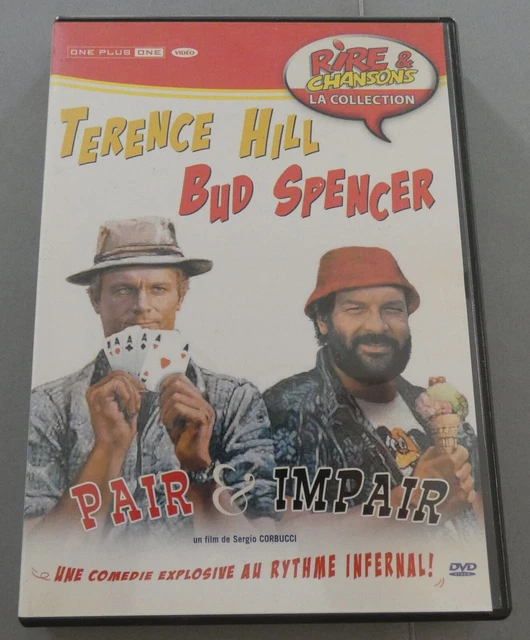 ONE PLUS ONE VIDÉO
RIRE &
CHANSONS
LA COLLECTION
TERENCE HILL
BUD SPENCER
A A A A
PAIR & IMPAIR
un film de Sergio CORBUCCI
UNE COMEDIE EXPLOSIVE AU RYTHME INFERNAL!
DVD
VIDEO